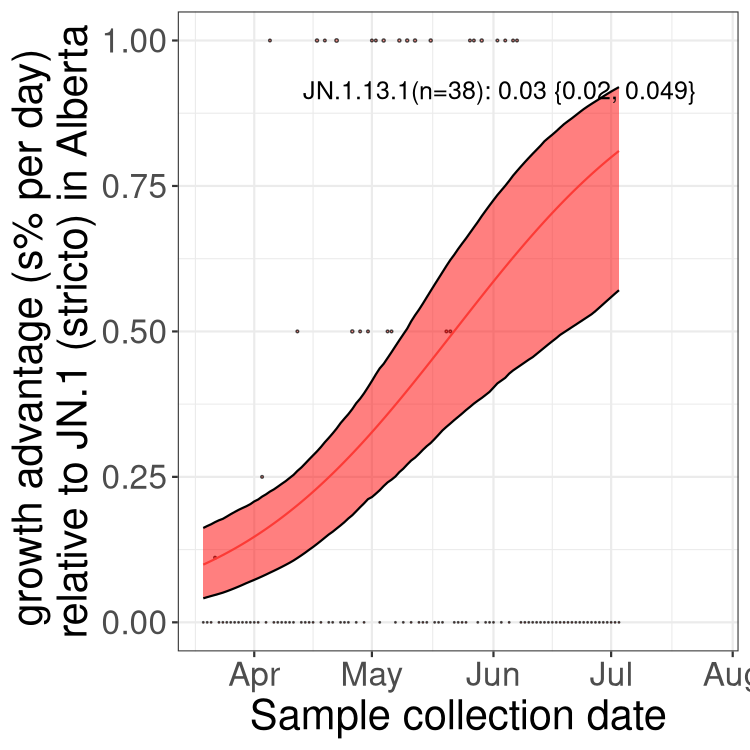 growth advantage (s% per day)
relative to JN.1 (stricto) in Alberta
1.00
0.75
0.50
0.25
0.00
JN.1.13.1(n=38): 0.03 {0.02, 0.049}
Apr May Jun Jul Aug
Sample collection date